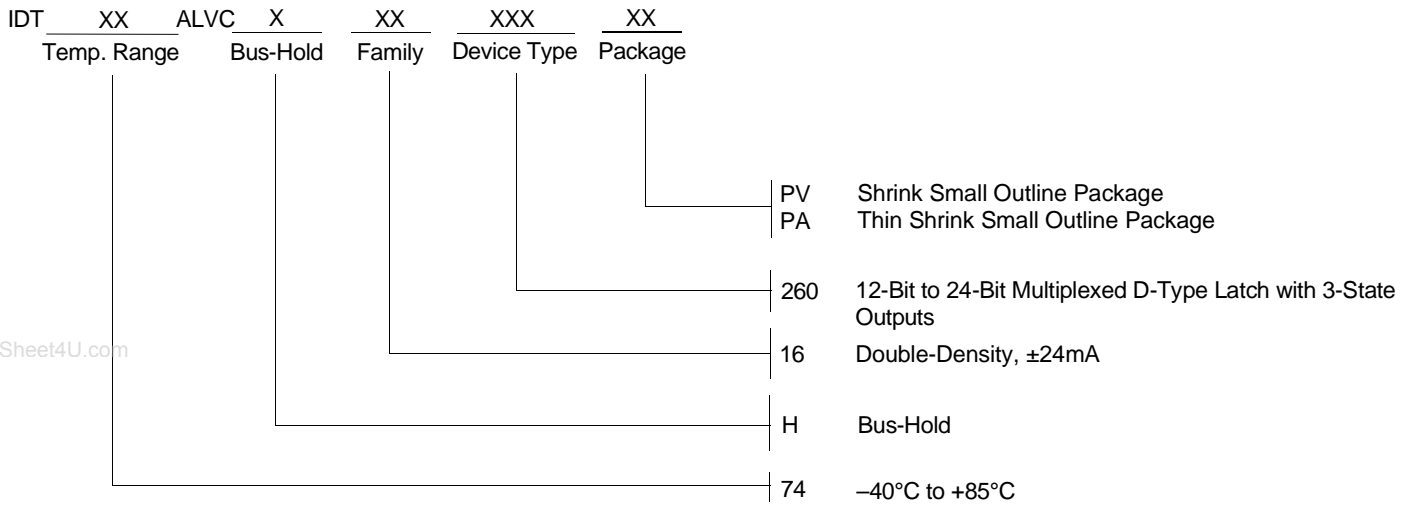 IDT XX ALVC X XX XXX XX
Temp. Range Bus-Hold Family Device Type Package
PV Shrink Small Outline Package
PA Thin Shrink Small Outline Package
260 12-Bit to 24-Bit Multiplexed D-Type Latch with 3-State
Outputs
Sheet4U.com
16 Double-Density, ±24mA
H Bus-Hold
74 –40°C to +85°C